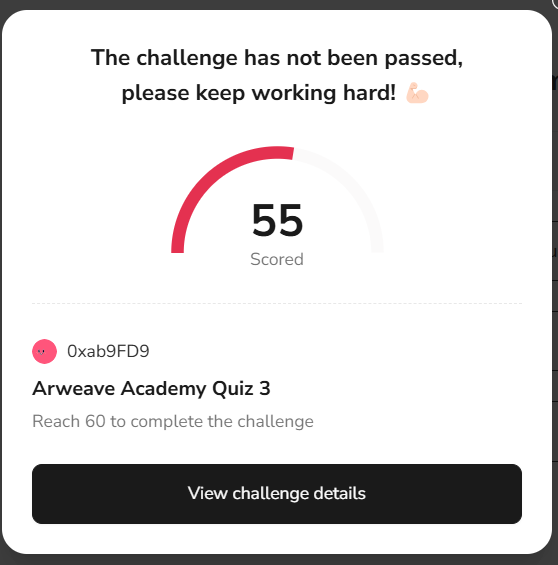 The challenge has not been passed,
please keep working hard! 💪🏻
55
Scored
0xab9FD9
Arweave Academy Quiz 3
Reach 60 to complete the challenge
View challenge details